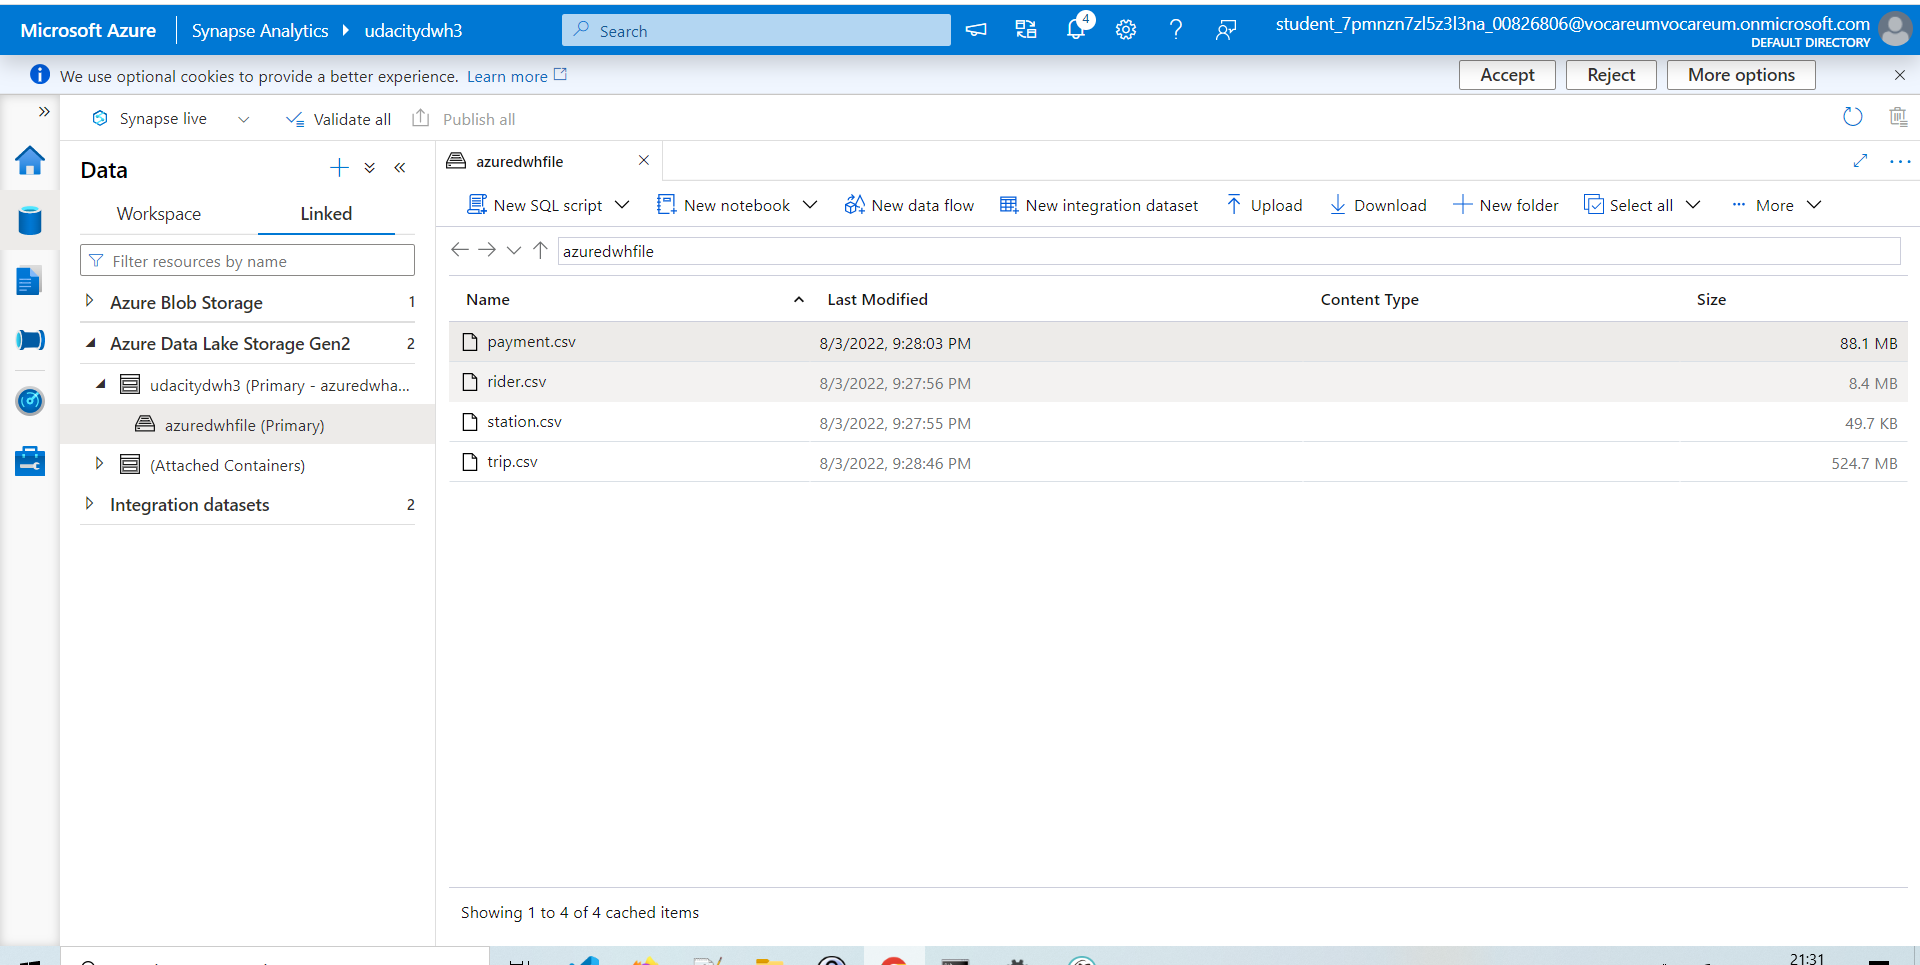 Microsoft Azure
Synapse Analytics
udacitydwh3
Search
4
student_7pmnzn7zl5z3l3na_00826806@vocareumvocareum.onmicrosoft.com
DEFAULT DIRECTORY
We use optional cookies to provide a better experience. Learn more
Accept
Reject
More options
Synapse live
Validate all
Publish all
Data
Workspace
Linked
Filter resources by name
Azure Blob Storage 1
Azure Data Lake Storage Gen2 2
udacitydwh3 (Primary - azuredwha...
azuredwhfile (Primary)
(Attached Containers)
Integration datasets 2
azuredwhfile
New SQL script
New notebook
New data flow
New integration dataset
Upload
Download
New folder
Select all
More
azuredwhfile
Name Last Modified Content Type Size
payment.csv 8/3/2022, 9:28:03 PM 88.1 MB
rider.csv 8/3/2022, 9:27:56 PM 8.4 MB
station.csv 8/3/2022, 9:27:55 PM 49.7 KB
trip.csv 8/3/2022, 9:28:46 PM 524.7 MB
Showing 1 to 4 of 4 cached items
21:31